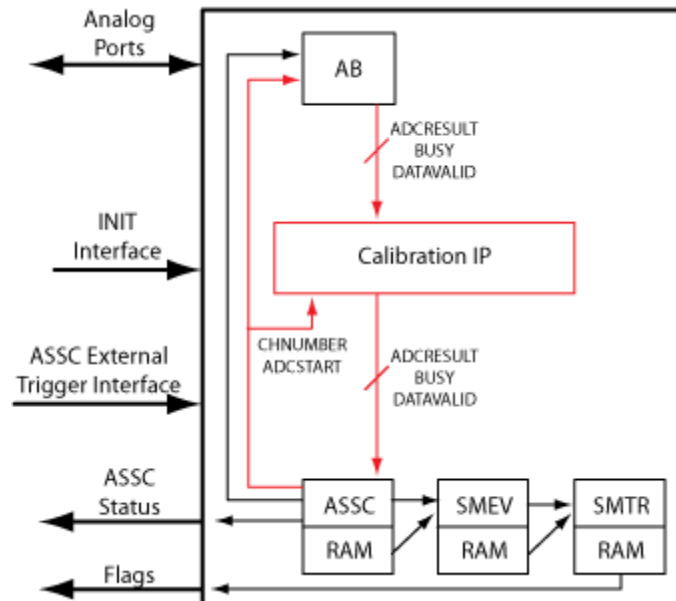 Analog
Ports
AB
ADCRESULT
BUSY
DATAVALID
INIT
Interface
Calibration IP
CHNUMBER
ADCSTART
ADCRESULT
BUSY
DATAVALID
ASSC External
Trigger Interface
ASSC
Status
ASSC
SMEV
SMTR
RAM
RAM
RAM
Flags